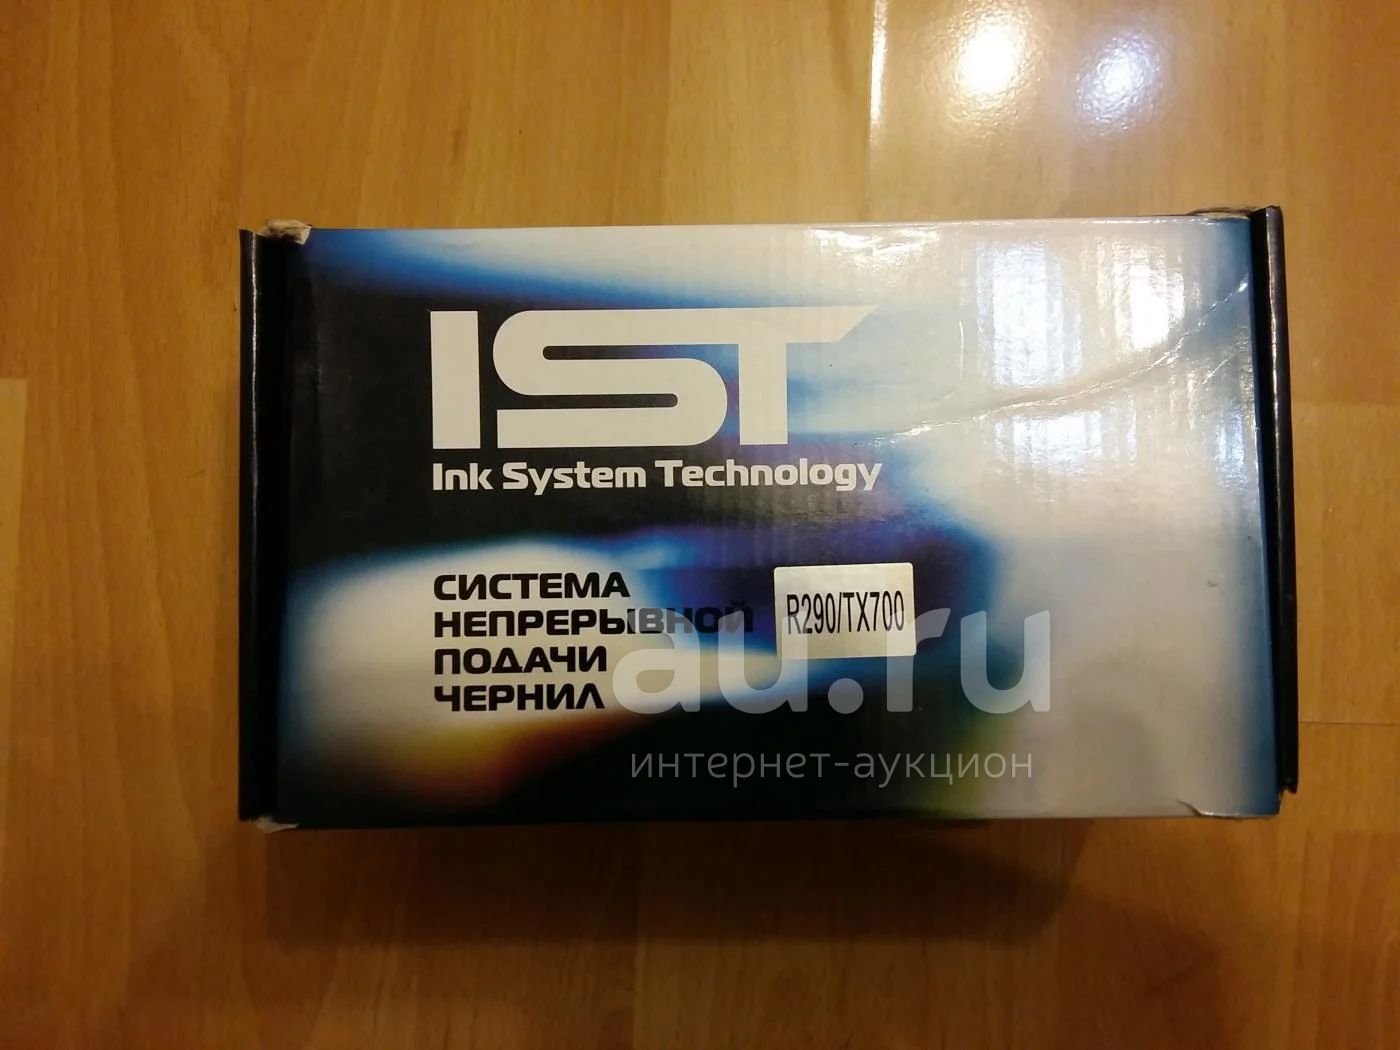 IST
Ink System Technology
СИСТЕМА
НЕПРЕРЫВНОЙ
ПОДАЧИ
ЧЕРНИЛ
R290/TX700
au.ru
интернет-аукцион